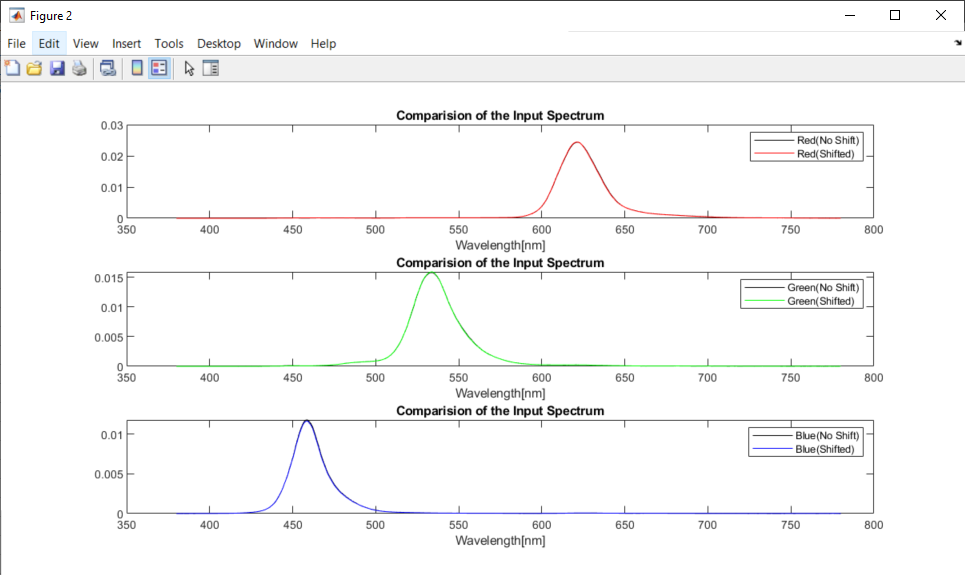 Figure 2
File Edit View Insert Tools Desktop Window Help
Comparision of the Input Spectrum
0.03
0.02
0.01
0
Red(No Shift)
Red(Shifted)
350 400 450 500 550 600 650 700 750 800
Wavelength[nm]
Comparision of the Input Spectrum
0.015
0.01
0.005
0
Green(No Shift)
Green(Shifted)
350 400 450 500 550 600 650 700 750 800
Wavelength[nm]
Comparision of the Input Spectrum
0.01
0.005
0
Blue(No Shift)
Blue(Shifted)
350 400 450 500 550 600 650 700 750 800
Wavelength[nm]